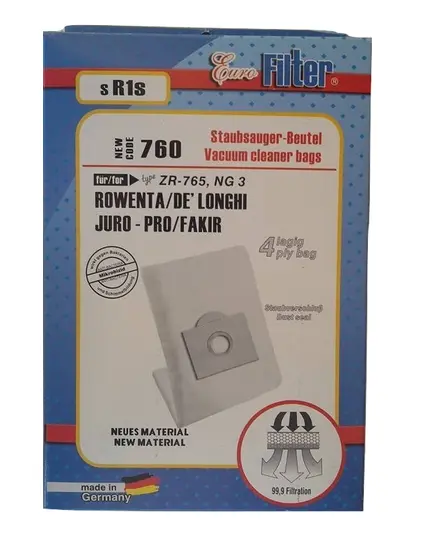 s R1s
Euro Filter®
NEW CODE 760
Staubsauger-Beutel
Vacuum cleaner bags
für/for type ZR-765, NG 3
ROWENTA/DE' LONGHI
JURO - PRO/FAKIR
4 lagig
ply bag
Mikrobizid
Staubverschluß
Dust seal
NEUES MATERIAL
NEW MATERIAL
made in
Germany
99,9 Filtration